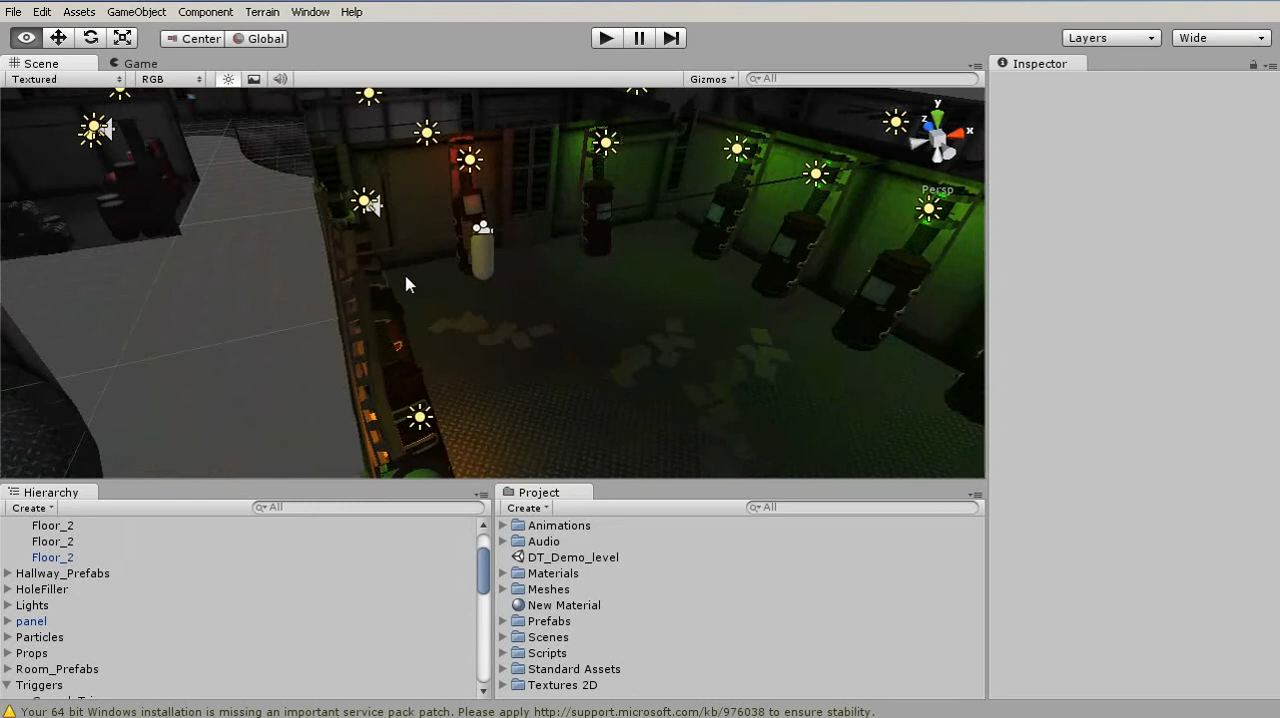 File Edit Assets GameObject Component Terrain Window Help
Center Global Layers Wide
Scene Game Inspector
Textured RGB Gizmos All
y
z x
Persp
Hierarchy Project
Create All Create All
Floor_2
Floor_2
Floor_2
Hallway_Prefabs
HoleFiller
Lights
panel
Particles
Props
Room_Prefabs
Triggers
Animations
Audio
DT_Demo_level
Materials
Meshes
New Material
Prefabs
Scenes
Scripts
Standard Assets
Textures 2D
Your 64 bit Windows installation is missing an important service pack patch. Please apply http://support.microsoft.com/kb/976038 to ensure stability.